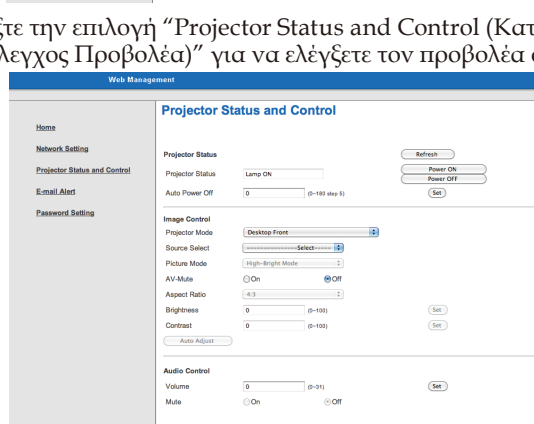 την επιλογή “Projector Status and Control
Προβολέα)” για να ελέγξετε τον προβολέα
Web Management
Projector Status and Control
Home
Network Setting
Projector Status and Control
E-mail Alert
Password Setting
Projector Status Refresh
Projector Status Lamp ON Power ON
Power OFF
Auto Power Off 0 (0~180 step 5) Set
Image Control
Projector Mode Desktop Front
Source Select -----------------Select-----
Picture Mode High-Bright Mode
AV-Mute On Off
Aspect Ratio 4:3
Brightness 0 (0~100) Set
Contrast 0 (0~100) Set
Auto Adjust
Audio Control
Volume 0 (0~31) Set
Mute On Off